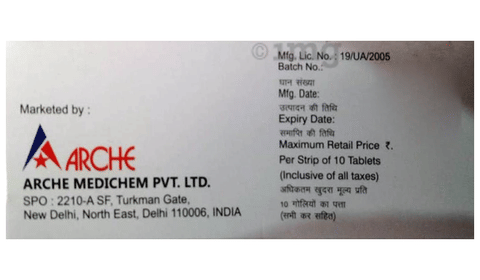 Marketed by :
ARCHE
ARCHE MEDICHEM PVT. LTD.
SPO : 2210-A SF, Turkman Gate,
New Delhi, North East, Delhi 110006, INDIA
©1mg
Mfg. Lic. No.: 19/UA/2005
Batch No.:
घान संख्या
Mfg. Date:
उत्पादन की तिथि
Expiry Date:
समाप्ति की तिथि
Maximum Retail Price ₹.
Per Strip of 10 Tablets
(Inclusive of all taxes)
अधिकतम खुदरा मूल्य प्रति
10 गोलियों का पत्ता
(सभी कर सहित)